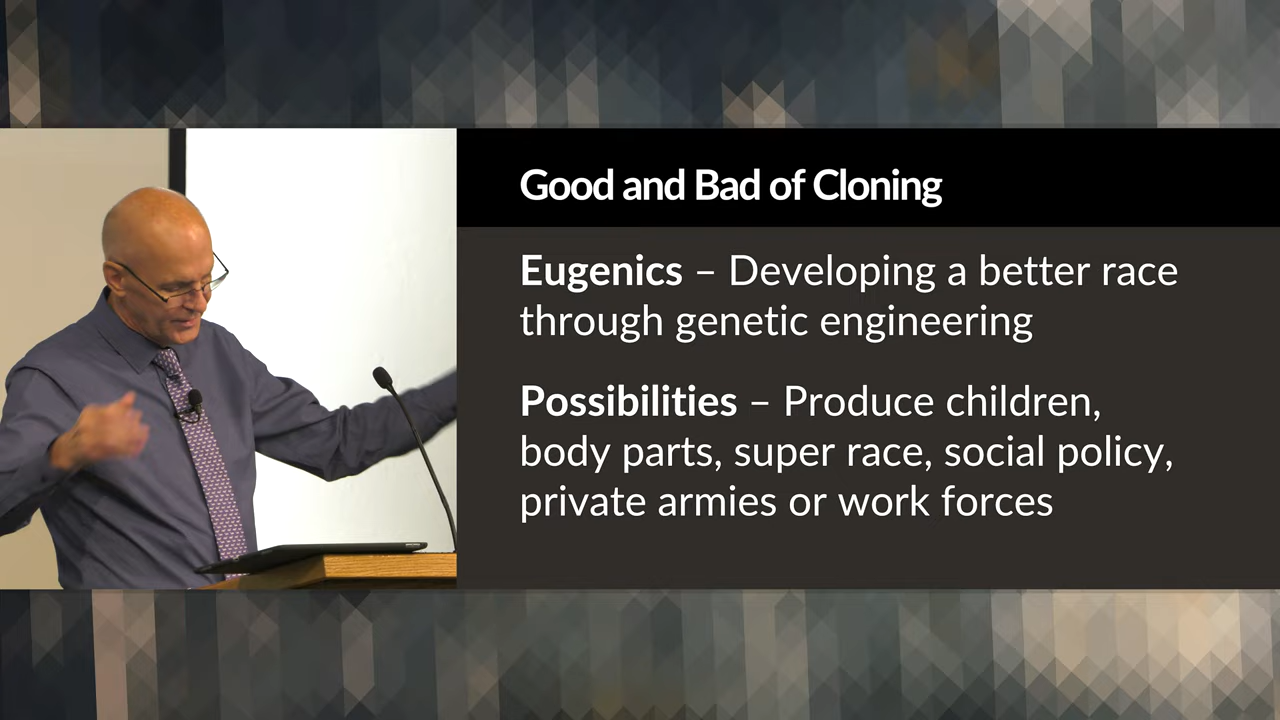 Good and Bad of Cloning
Eugenics – Developing a better race
through genetic engineering
Possibilities – Produce children,
body parts, super race, social policy,
private armies or work forces